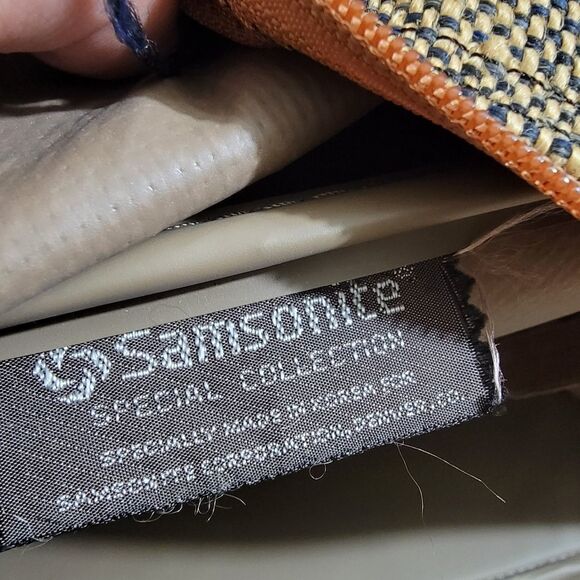 Samsonite®
SPECIAL COLLECTION
SPECIALLY MADE IN KOREA FOR
SAMSONITE CORPORATION, DENVER, CO.